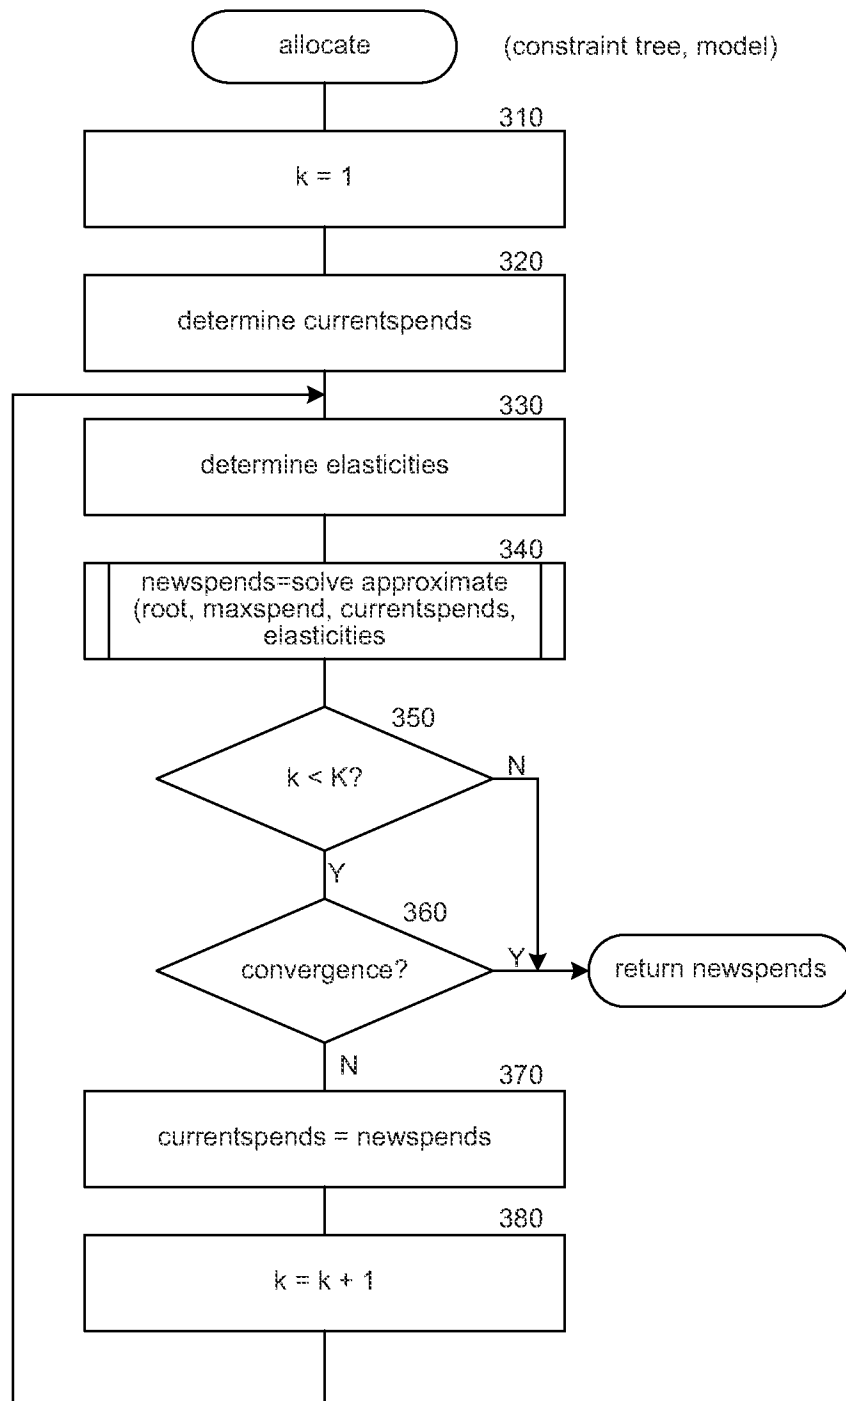 allocate (constraint tree, model)
310
k = 1
320
determine currentspends
330
determine elasticities
340
newspends=solve approximate
(root, maxspend, currentspends,
elasticities
350
k < K?
N
Y
360
convergence?
Y
return newspends
N
370
currentspends = newspends
380
k = k + 1